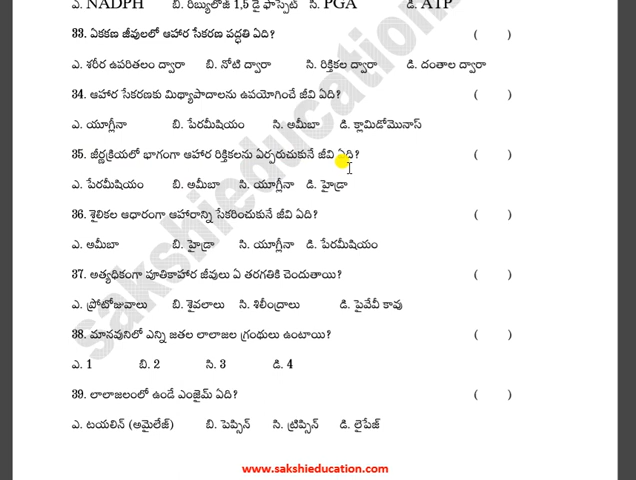 ఎ. NADPH బి. రిబ్యులోజ్ 1,5 డై ఫాస్ఫేట్ సి. PGA డి. ATP
33. ఏకకణ జీవులలో ఆహార సేకరణ పద్ధతి ఏది? ( )
ఎ. శరీర ఉపరితలం ద్వారా బి. నోటి ద్వారా సి. రిక్తికల ద్వారా డి. దంతాల ద్వారా
34. ఆహార సేకరణకు మిథ్యాపాదాలను ఉపయోగించే జీవి ఏది? ( )
ఎ. యూగ్లీనా బి. పేరమీషియం సి. అమీబా డి. క్లామిడోమొనాస్
35. జీర్ణక్రియలో భాగంగా ఆహార రిక్తికలను ఏర్పరుచుకునే జీవి ఏది? ( )
ఎ. పేరమీషియం బి. అమీబా సి. యూగ్లీనా డి. హైడ్రా
36. శైలికల ఆధారంగా ఆహారాన్ని సేకరించుకునే జీవి ఏది? ( )
ఎ. అమీబా బి. హైడ్రా సి. యూగ్లీనా డి. పేరమీషియం
37. అత్యధికంగా పూతికాహార జీవులు ఏ తరగతికి చెందుతాయి? ( )
ఎ. ప్రోటోజువాలు బి. శైవలాలు సి. శిలీంద్రాలు డి. పైవేవీ కావు
38. మానవునిలో ఎన్ని జతల లాలాజల గ్రంథులు ఉంటాయి? ( )
ఎ. 1 బి. 2 సి. 3 డి. 4
39. లాలాజలంలో ఉండే ఎంజైమ్ ఏది? ( )
ఎ. టయలిన్ (అమైలేజ్) బి. పెప్సిన్ సి. ట్రిప్సిన్ డి. లైపేజ్
sakshieducation
www.sakshieducation.com